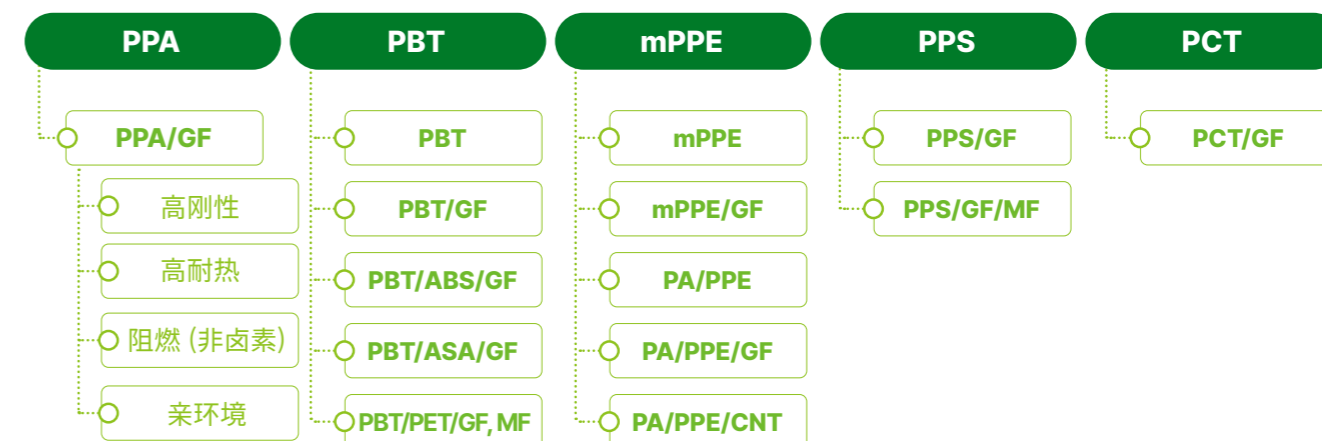 PPA
PPA/GF
高刚性
高耐热
阻燃 (非卤素)
亲环境
PBT
PBT
PBT/GF
PBT/ABS/GF
PBT/ASA/GF
PBT/PET/GF, MF
mPPE
mPPE
mPPE/GF
PA/PPE
PA/PPE/GF
PA/PPE/CNT
PPS
PPS/GF
PPS/GF/MF
PCT
PCT/GF